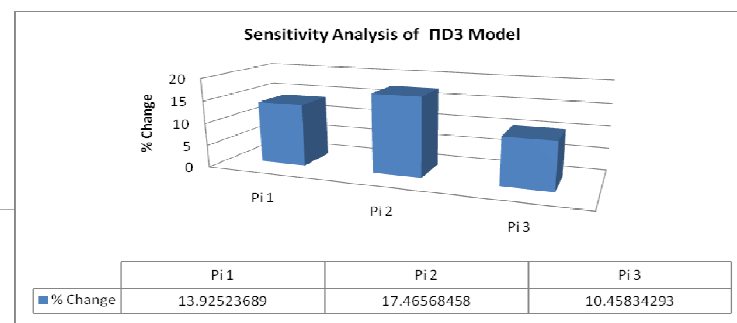 Sensitivity Analysis of ΠD3 Model
% Change
20
15
10
5
0
Pi 1
Pi 2
Pi 3
Pi 1 Pi 2 Pi 3
% Change 13.92523689 17.46568458 10.45834293